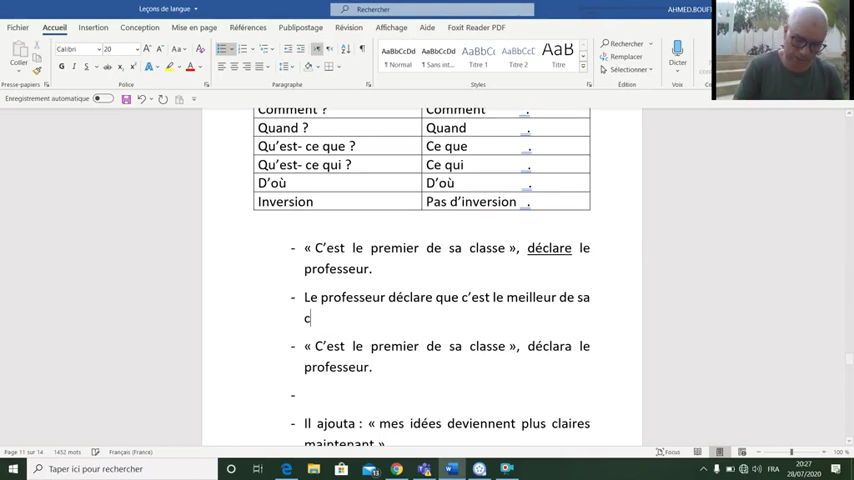 Leçons de langue
Rechercher
AHMED.BOUF
Fichier Accueil Insertion Conception Mise en page Références Publipostage Révision Affichage Aide Foxit Reader PDF
Calibri 20
Coller
Presse-papiers
Police
Paragraphe
AaBbCcDd AaBbCcDd AaBbCc AaBbCcD AaB
¶ Normal ¶ Sans int... Titre 1 Titre 2 Titre
Styles
Rechercher
Remplacer
Sélectionner
Édition
Dicter
Voix
Enregistrement automatique
Comment ? Comment .
Quand ? Quand .
Qu’est- ce que ? Ce que .
Qu’est- ce qui ? Ce qui .
D’où D’où .
Inversion Pas d’inversion .
- « C’est le premier de sa classe », déclare le
professeur.
- Le professeur déclare que c’est le meilleur de sa
c
- « C’est le premier de sa classe », déclara le
professeur.
-
- Il ajouta : « mes idées deviennent plus claires
maintenant ».
Page 11 sur 14 1452 mots Français (France) Focus 100 %
Taper ici pour rechercher
FRA
20:27
28/07/2020